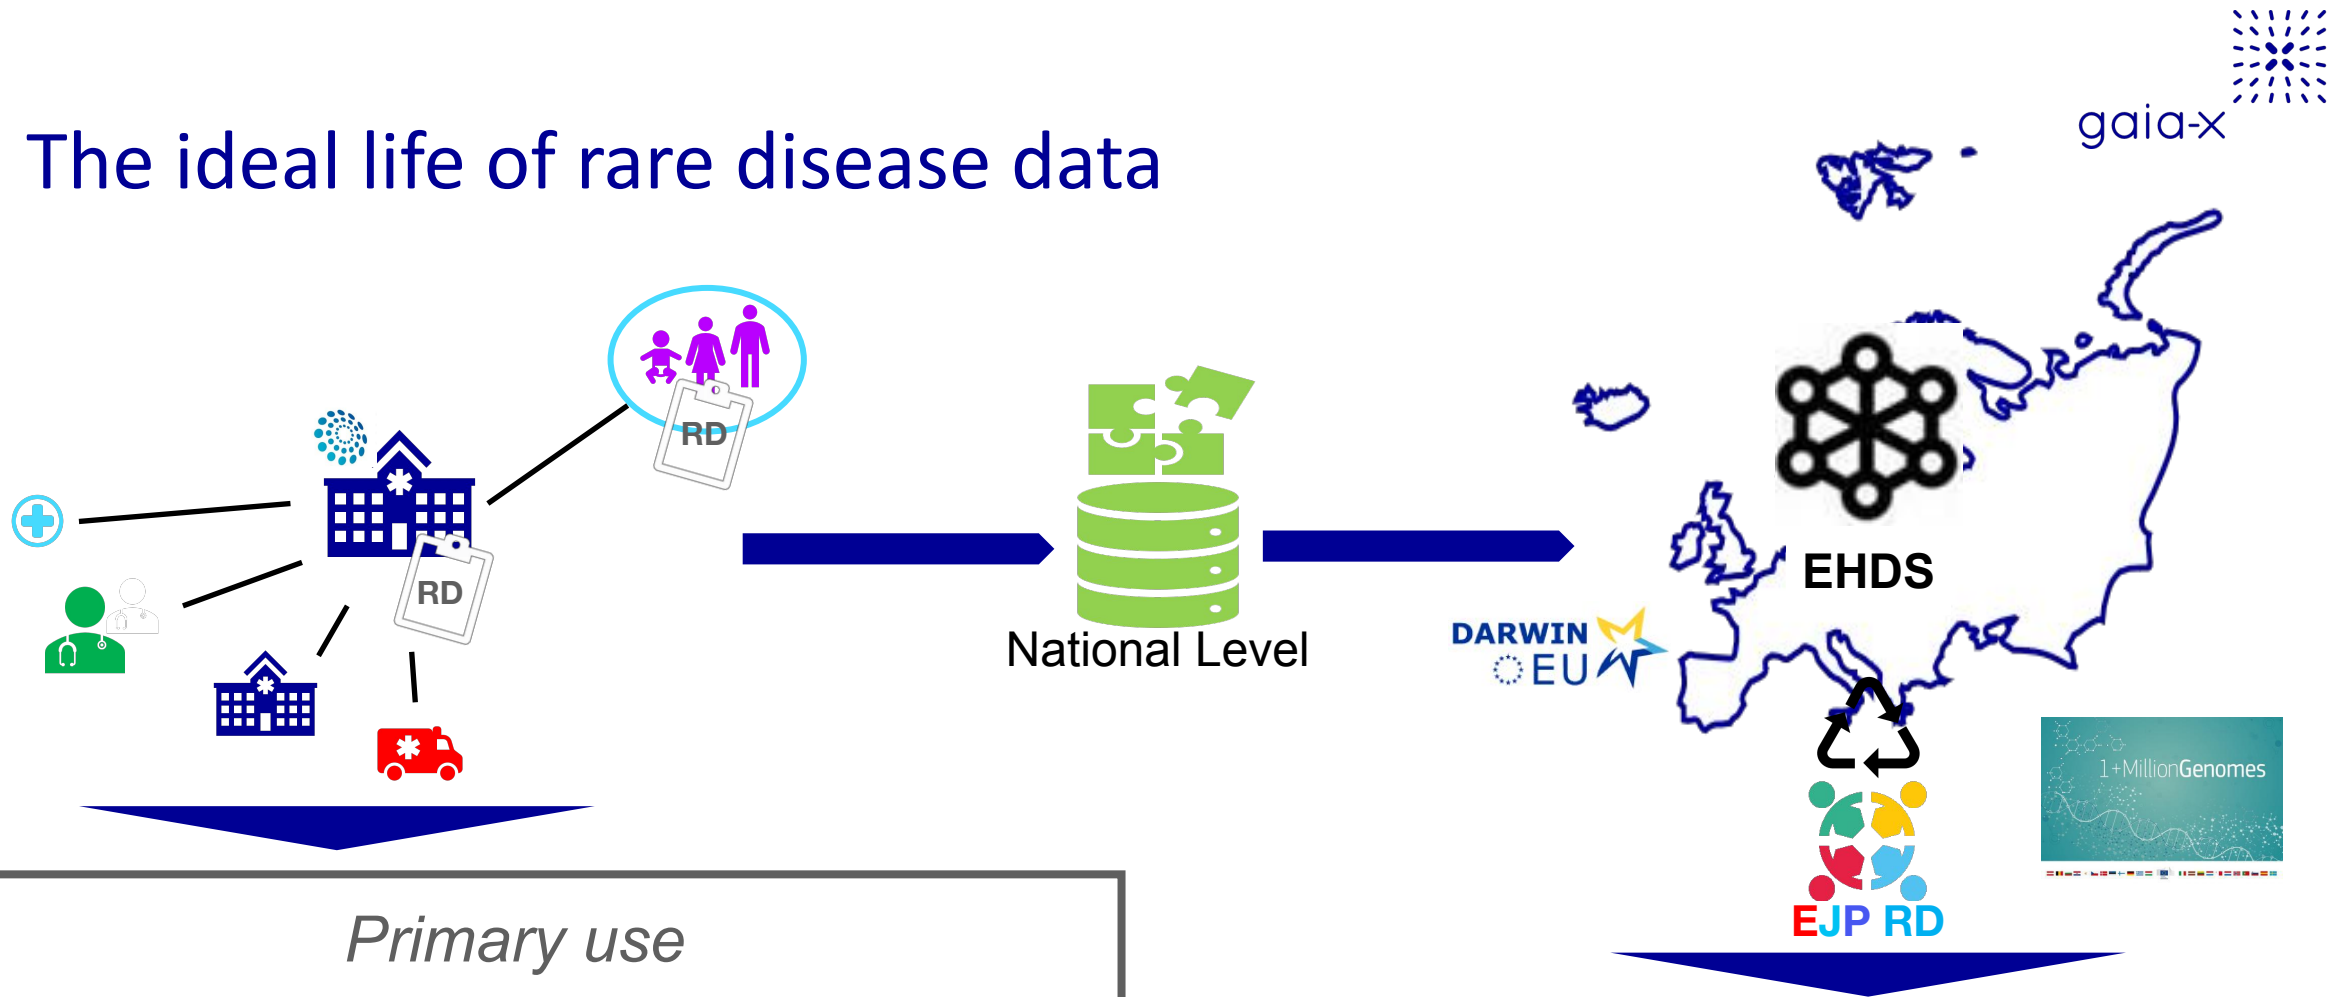 gaia-x
The ideal life of rare disease data
RD
RD
National Level
EHDS
DARWIN
EU
1+MillionGenomes
EJP RD
Primary use